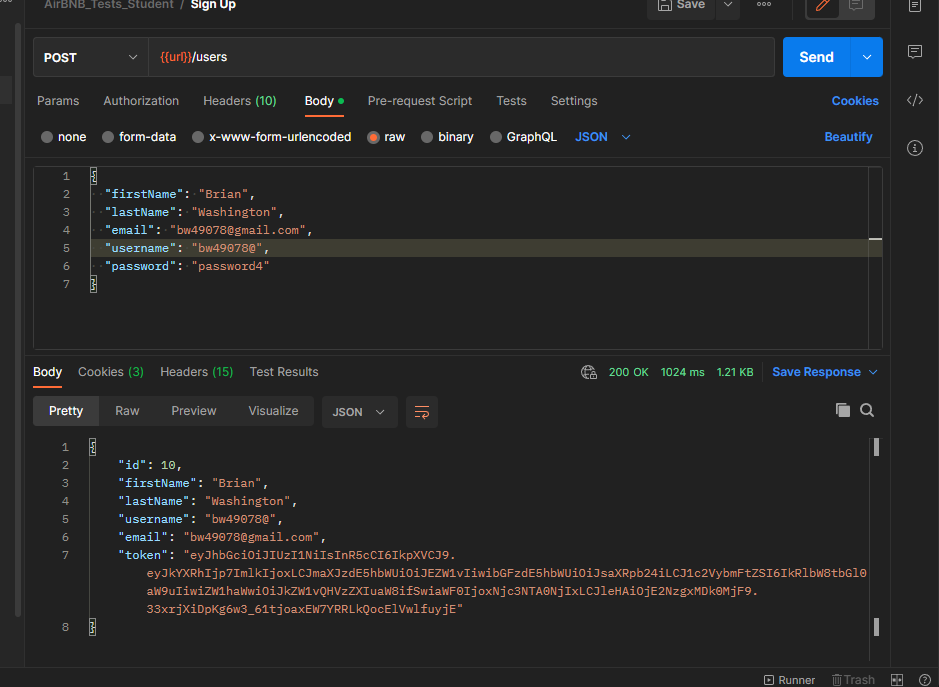 AirBNB_Tests_Student / Sign Up
Save
POST
{{url}}/users
Send
Params Authorization Headers (10) Body Pre-request Script Tests Settings Cookies
none form-data x-www-form-urlencoded raw binary GraphQL JSON Beautify
1 {
2 "firstName": "Brian",
3 "lastName": "Washington",
4 "email": "bw49078@gmail.com",
5 "username": "bw49078@",
6 "password": "password4"
7 }
Body Cookies (3) Headers (15) Test Results 200 OK 1024 ms 1.21 KB Save Response
Pretty Raw Preview Visualize JSON
1 {
2 "id": 10,
3 "firstName": "Brian",
4 "lastName": "Washington",
5 "username": "bw49078@",
6 "email": "bw49078@gmail.com",
7 "token": "eyJhbGciOiJIUzI1NiIsInR5cCI6IkpXVCJ9.
eyJkYXRhIjp7ImlkIjoxLCJmaXJzdE5hbWUiOiJEZW1vIiwibGFzdE5hbWUiOiJsaXRpb24iLCJ1c2VybmFtZSI6IkRlbW8tbGl0
aW9uIiwiZW1haWwiOiJkZW1vQHVzZXIuaW8ifSwiaWF0IjoxNjc3NTA0NjIxLCJleHAiOjE2NzgxMDk0MjF9.
33xxjXiDpKg6w3_61tjoaxEW7YRRLkQocElVwlfuyjE"
8 }
Runner Trash